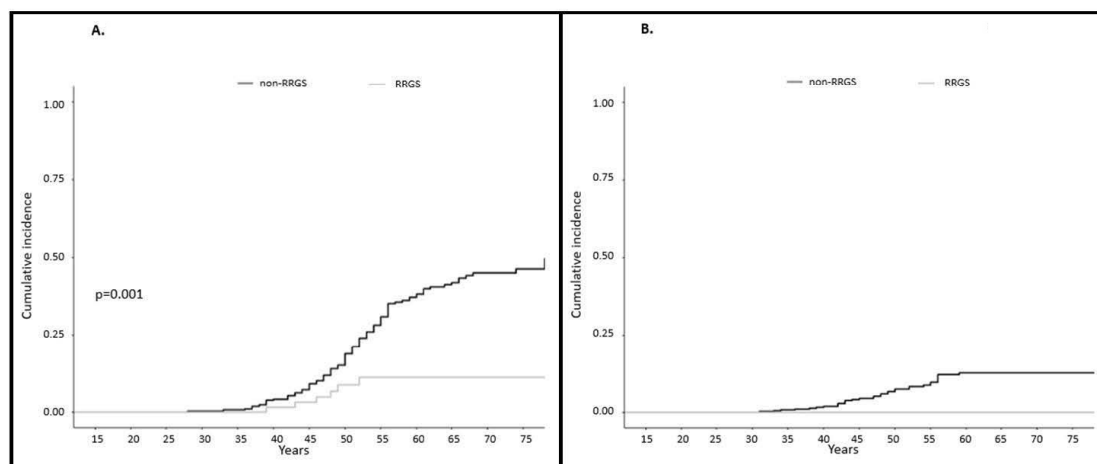 A.
non-RRGS RRGS
1.00
0.75
0.50
0.25
0.00
Cumulative incidence
p=0.001
15 20 25 30 35 40 45 50 55 60 65 70 75
Years
B.
non-RRGS RRGS
1.00
0.75
0.50
0.25
0.00
Cumulative incidence
15 20 25 30 35 40 45 50 55 60 65 70 75
Years